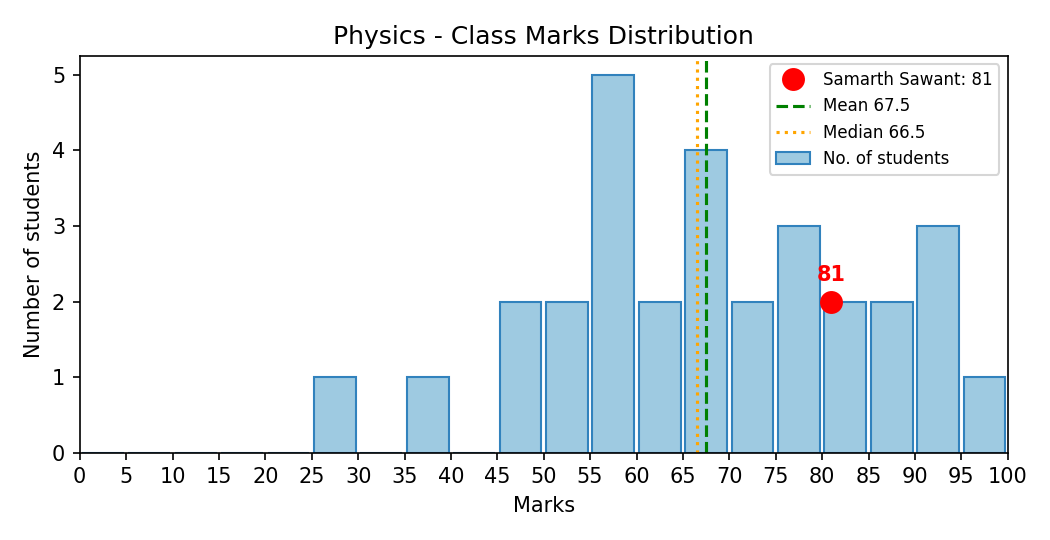 Physics - Class Marks Distribution
Number of students
5
4
3
2
1
0
Samarth Sawant: 81
Mean 67.5
Median 66.5
No. of students
81
0 5 10 15 20 25 30 35 40 45 50 55 60 65 70 75 80 85 90 95 100
Marks